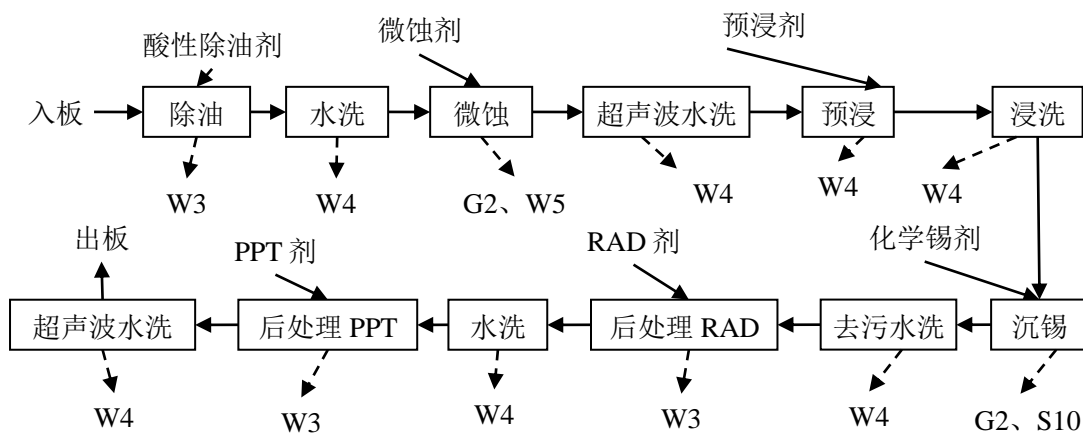 酸性除油剂
微蚀剂
预浸剂
入板
除油
水洗
微蚀
超声波水洗
预浸
浸洗
W3
W4
G2、W5
W4
W4
W4
出板
PPT 剂
RAD 剂
化学锡剂
超声波水洗
后处理 PPT
水洗
后处理 RAD
去污水洗
沉锡
W4
W3
W4
W3
W4
G2、S10